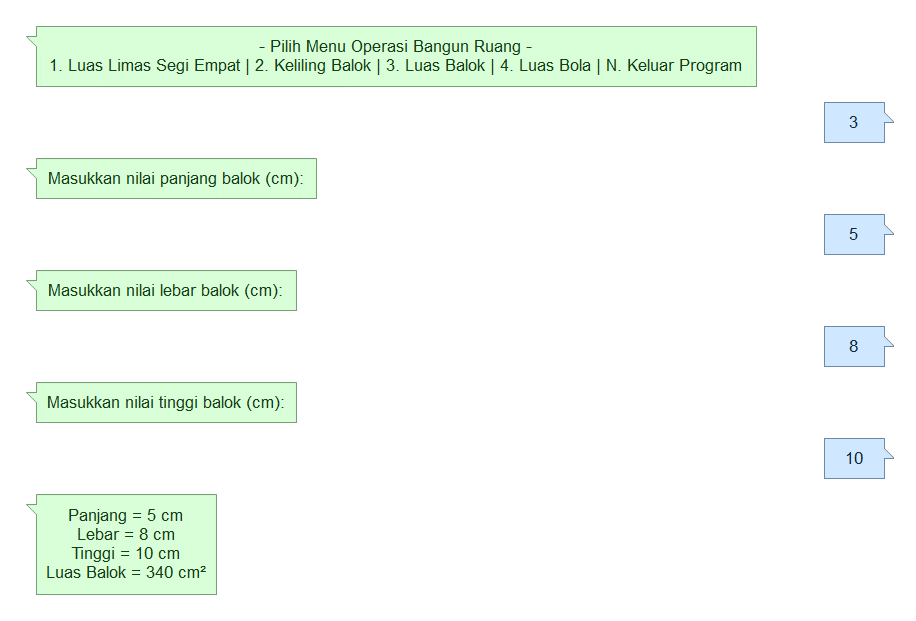 - Pilih Menu Operasi Bangun Ruang -
1. Luas Limas Segi Empat | 2. Keliling Balok | 3. Luas Balok | 4. Luas Bola | N. Keluar Program
3
Masukkan nilai panjang balok (cm):
5
Masukkan nilai lebar balok (cm):
8
Masukkan nilai tinggi balok (cm):
10
Panjang = 5 cm
Lebar = 8 cm
Tinggi = 10 cm
Luas Balok = 340 cm²